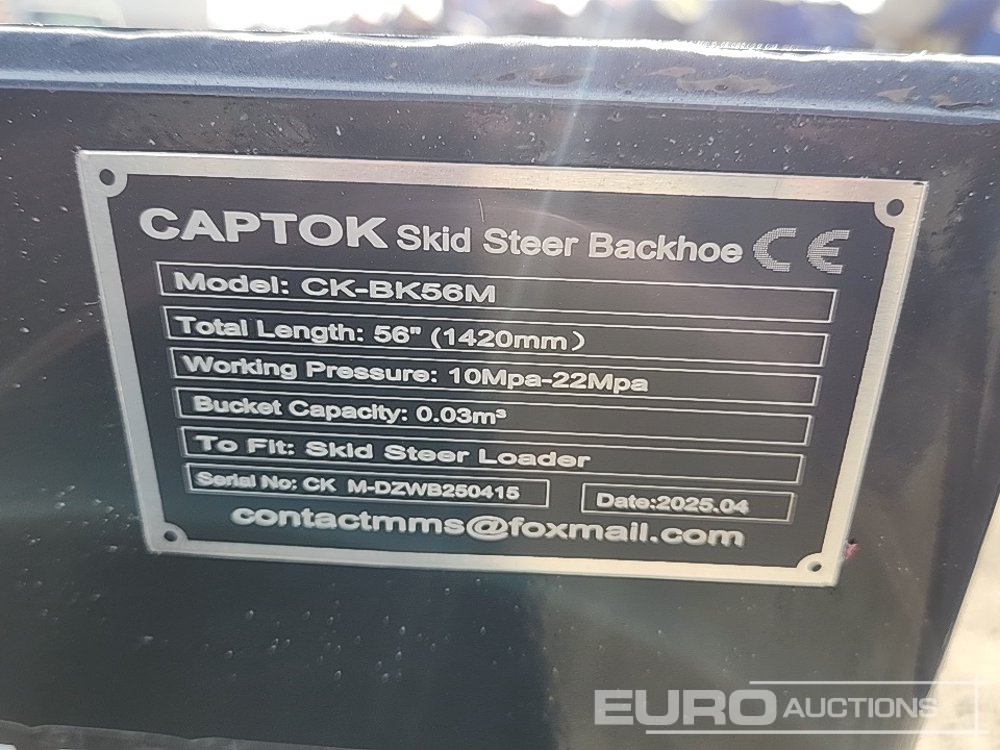 CAPTOK Skid Steer Backhoe CE
Model: CK-BK56M
Total Length: 56" (1420mm）
Working Pressure: 10Mpa-22Mpa
Bucket Capacity: 0.03m³
To Fit: Skid Steer Loader
Serial No: CK M-DZWB250415 Date:2025.04
contactmms@foxmail.com
EURO AUCTIONS